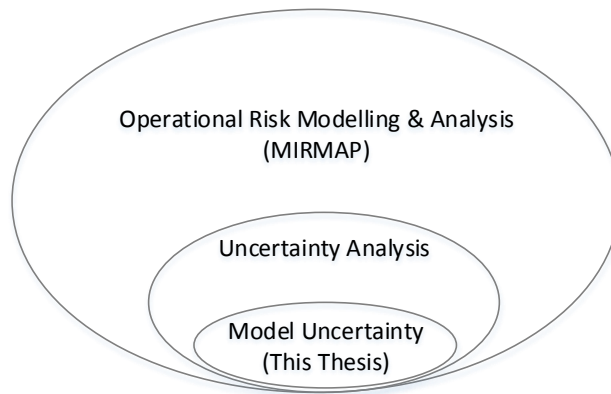 Operational Risk Modelling & Analysis
(MIRMAP)
Uncertainty Analysis
Model Uncertainty
(This Thesis)